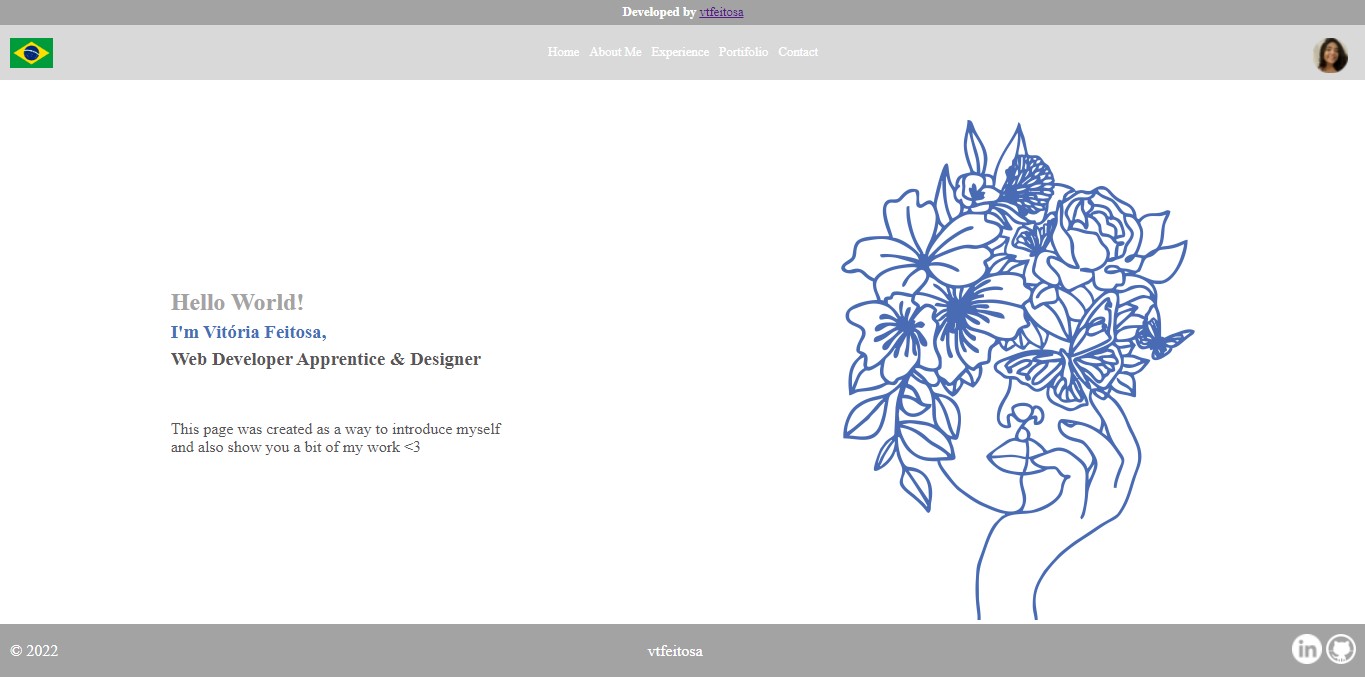 Developed by vtfeitosa
Home About Me Experience Portifolio Contact
Hello World!
I'm Vitória Feitosa,
Web Developer Apprentice & Designer
This page was created as a way to introduce myself
and also show you a bit of my work <3
© 2022
vtfeitosa
in